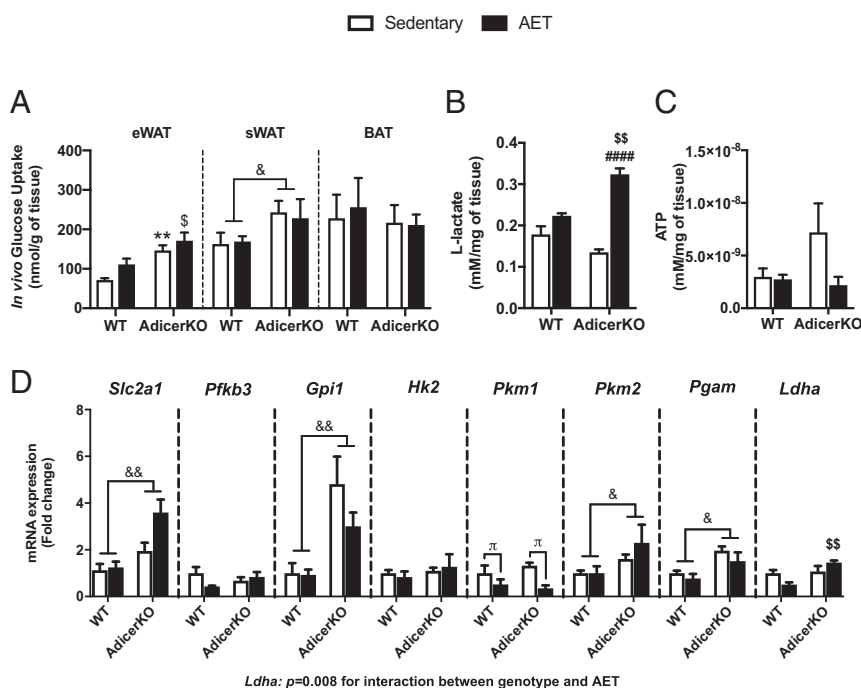 Sedentary AET
A
eWAT sWAT BAT
In vivo Glucose Uptake
(nmol/g of tissue)
400
300
200
100
0
**
$
&
WT AdicerKO WT AdicerKO WT AdicerKO
B
L-lactate
(mM/mg of tissue)
0.4
0.3
0.2
0.1
0.0
$$
####
WT AdicerKO
C
ATP
(mM/mg of tissue)
1.5×10⁻⁸
1.0×10⁻⁸
5.0×10⁻⁹
0.0
WT AdicerKO
D
Slc2a1 Pfkb3 Gpi1 Hk2 Pkm1 Pkm2 Pgam Ldha
mRNA expression
(Fold change)
8
6
4
2
0
&& && π π & & $$
WT AdicerKO WT AdicerKO WT AdicerKO WT AdicerKO WT AdicerKO WT AdicerKO WT AdicerKO WT AdicerKO
Ldha: p=0.008 for interaction between genotype and AET